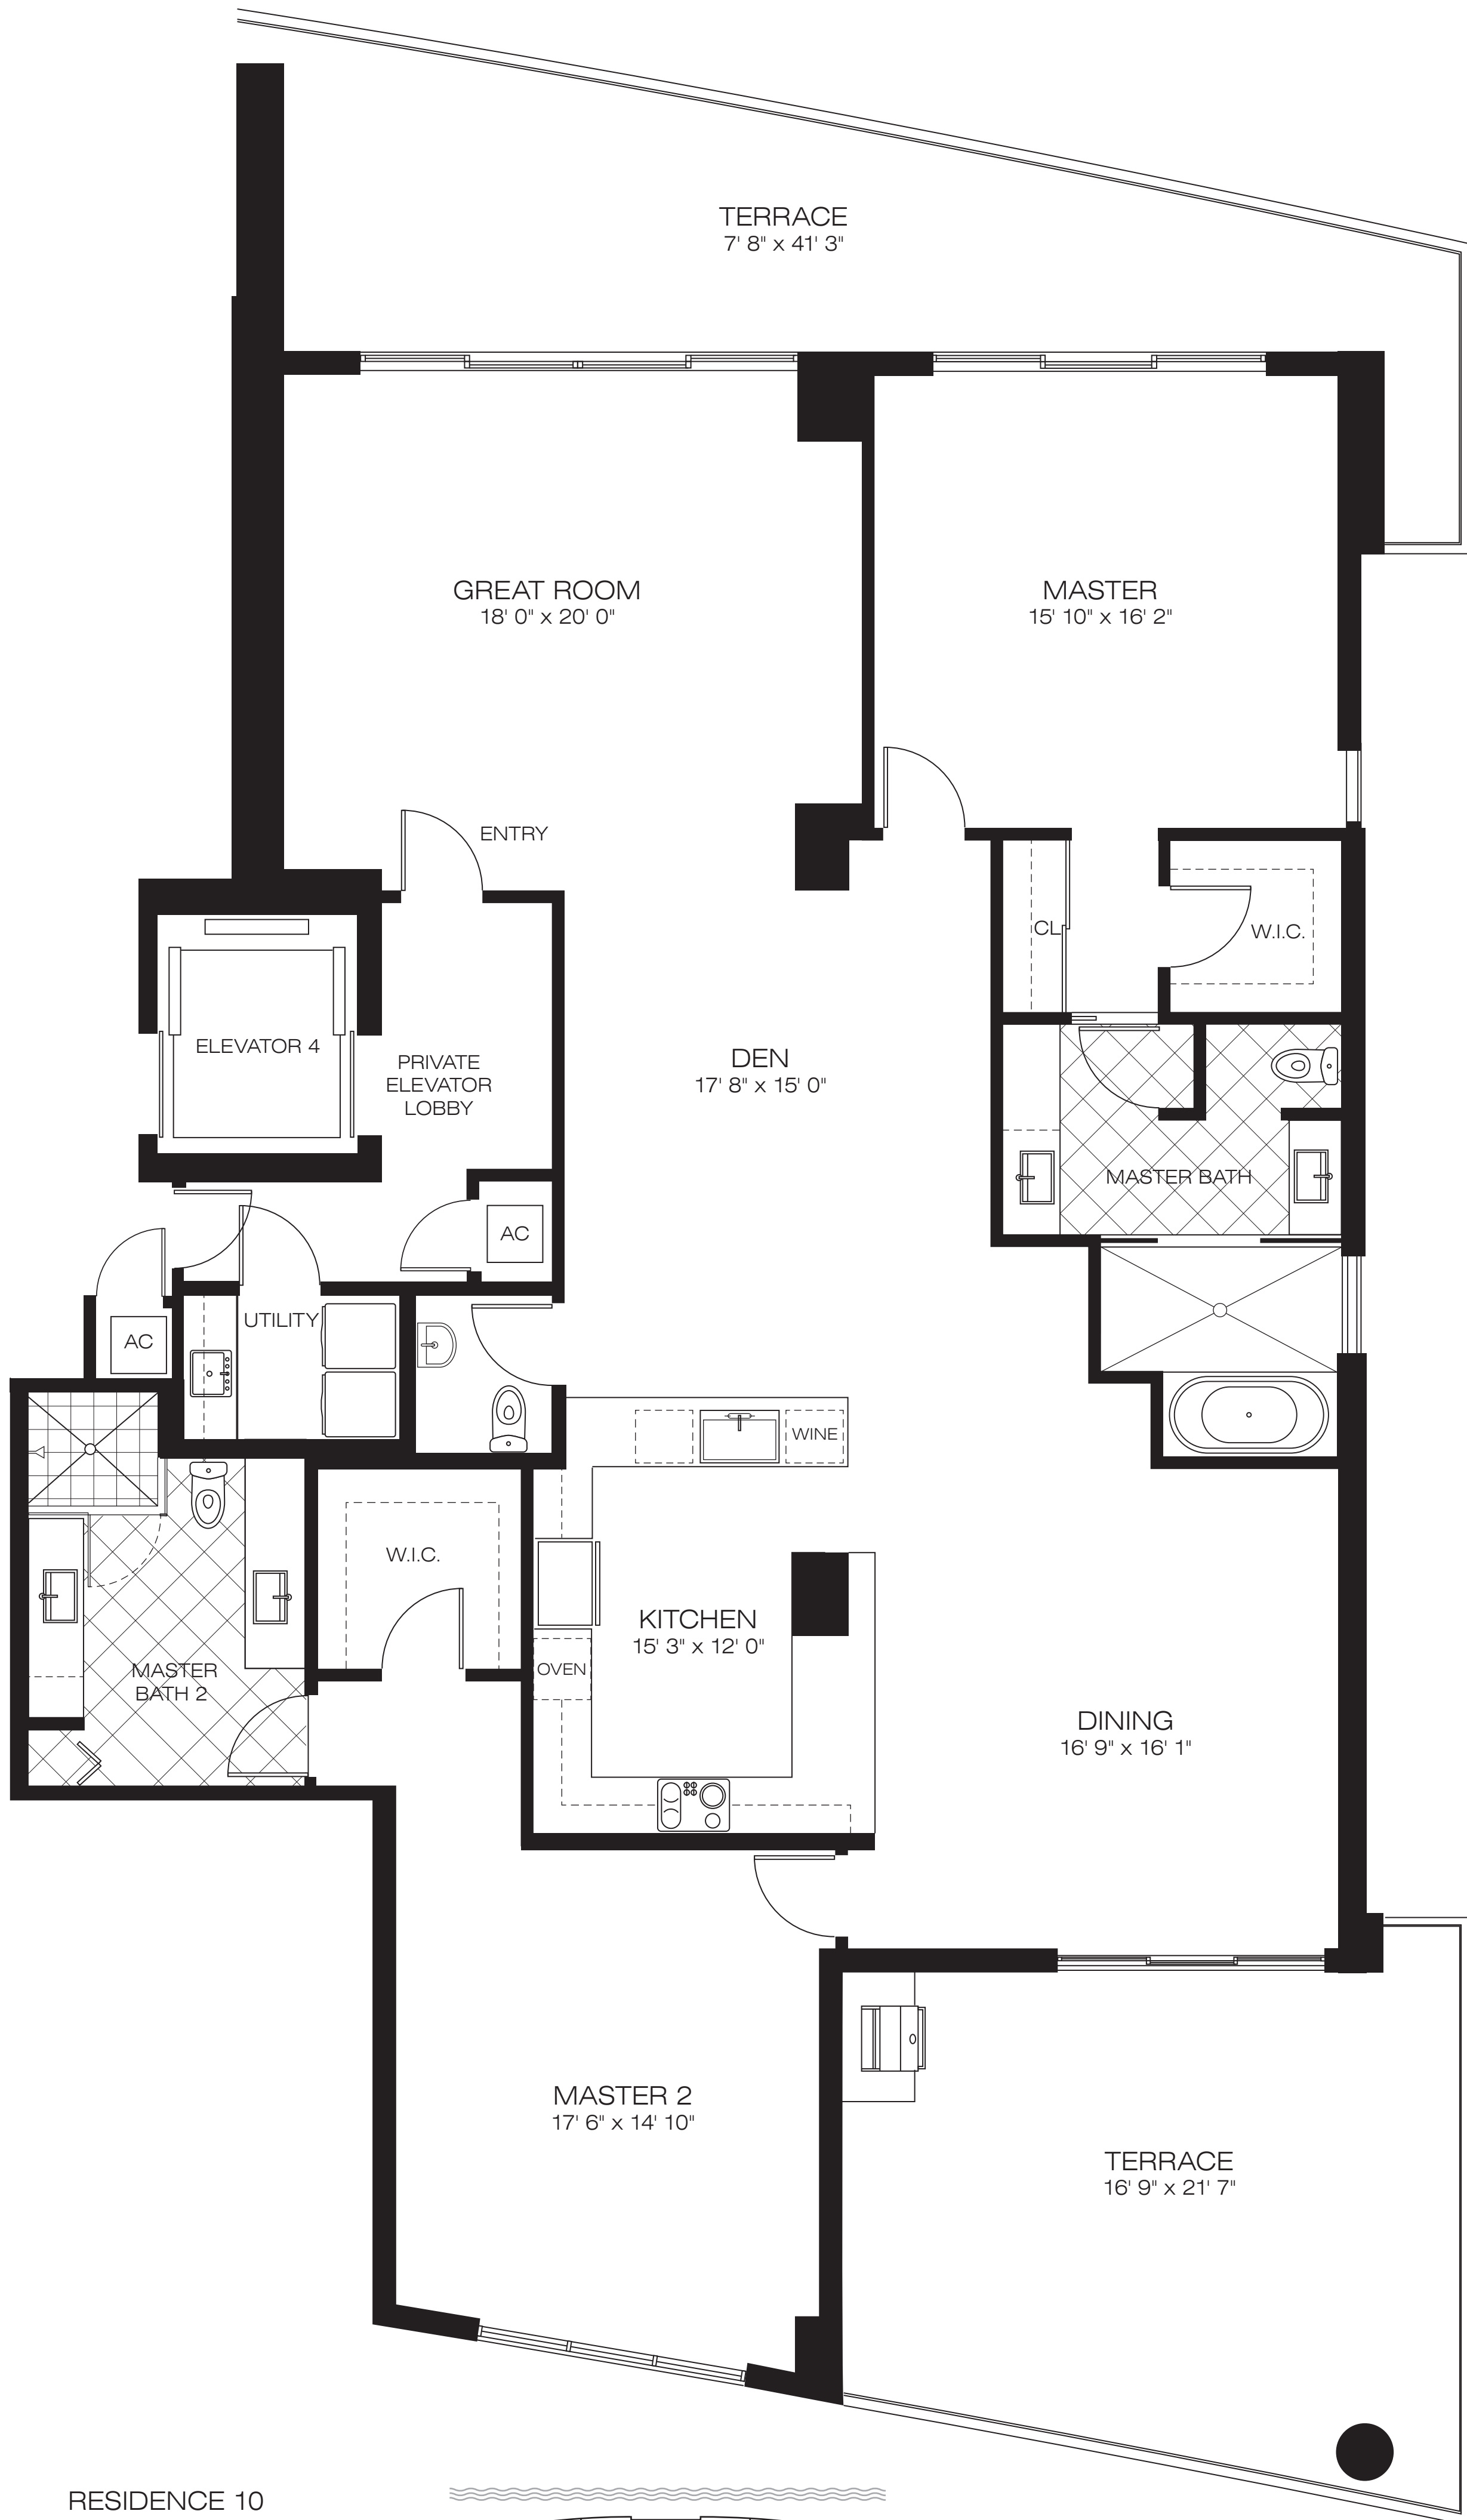 TERRACE
7' 8" x 41' 3"
GREAT ROOM
18' 0" x 20' 0"
MASTER
15' 10" x 16' 2"
ENTRY
CL
W.I.C.
ELEVATOR 4
PRIVATE
ELEVATOR
LOBBY
DEN
17' 8" x 15' 0"
MASTER BATH
AC
UTILITY
AC
WINE
W.I.C.
KITCHEN
15' 3" x 12' 0"
OVEN
MASTER
BATH 2
DINING
16' 9" x 16' 1"
MASTER 2
17' 6" x 14' 10"
TERRACE
16' 9" x 21' 7"
RESIDENCE 10